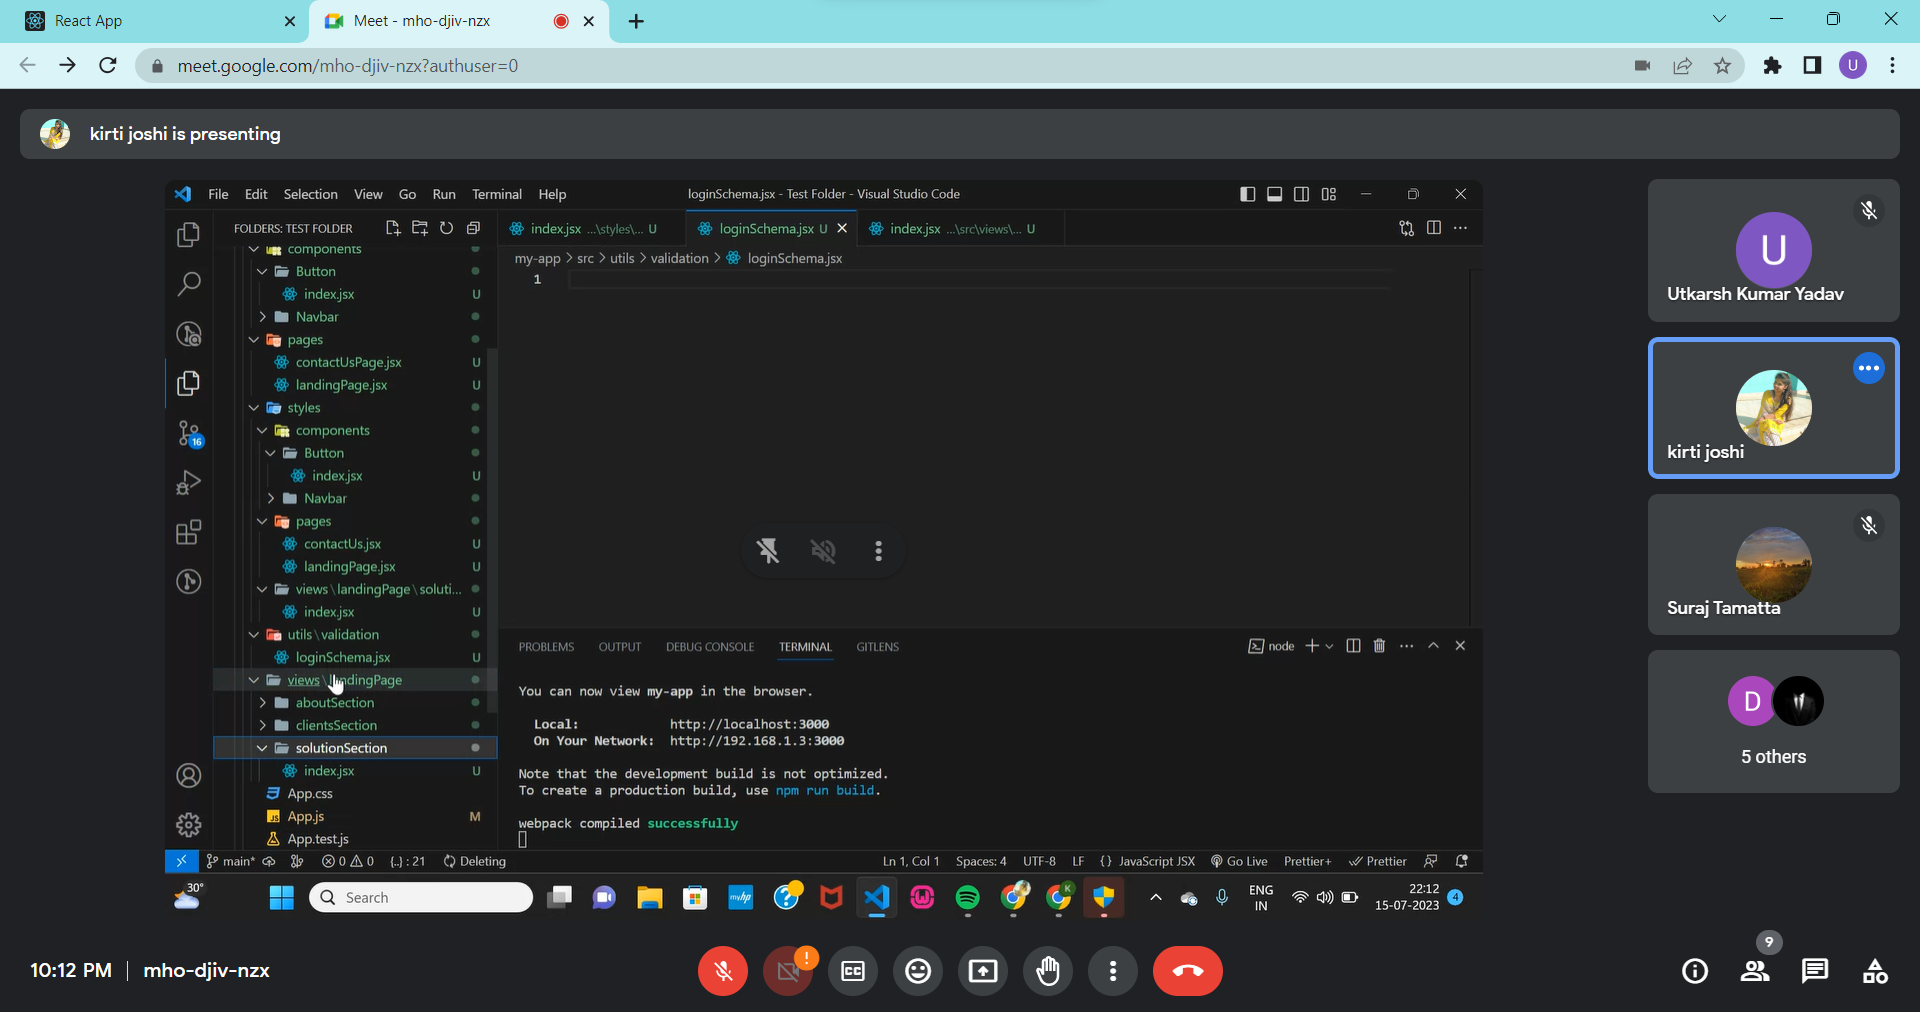 React App
Meet - mho-djiv-nzx
meet.google.com/mho-djiv-nzx?authuser=0
U
kirti joshi is presenting
File Edit Selection View Go Run Terminal Help
loginSchema.jsx - Test Folder - Visual Studio Code
FOLDERS: TEST FOLDER
index.jsx ...\styles\... U
loginSchema.jsx U
index.jsx ...\src\views\... U
my-app > src > utils > validation > loginSchema.jsx
1
components
Button
index.jsx U
Navbar
pages
contactUsPage.jsx U
landingPage.jsx U
styles
components
Button
index.jsx U
Navbar
pages
contactUs.jsx U
landingPage.jsx U
views\landingPage\soluti...
index.jsx U
utils\validation
loginSchema.jsx U
views\landingPage
aboutSection
clientsSection
solutionSection
index.jsx U
App.css
App.js M
App.test.js
16
PROBLEMS OUTPUT DEBUG CONSOLE TERMINAL GITLENS
node
You can now view my-app in the browser.
Local: http://localhost:3000
On Your Network: http://192.168.1.3:3000
Note that the development build is not optimized.
To create a production build, use npm run build.
webpack compiled successfully
main* 0 0 {..} : 21 Deleting
Ln 1, Col 1 Spaces: 4 UTF-8 LF {} JavaScript JSX Go Live Prettier+ Prettier
30°
Search
myhp
K
ENG
IN
22:12
15-07-2023
4
U
Utkarsh Kumar Yadav
kirti joshi
Suraj Tamatta
D
5 others
10:12 PM | mho-djiv-nzx
CC
9